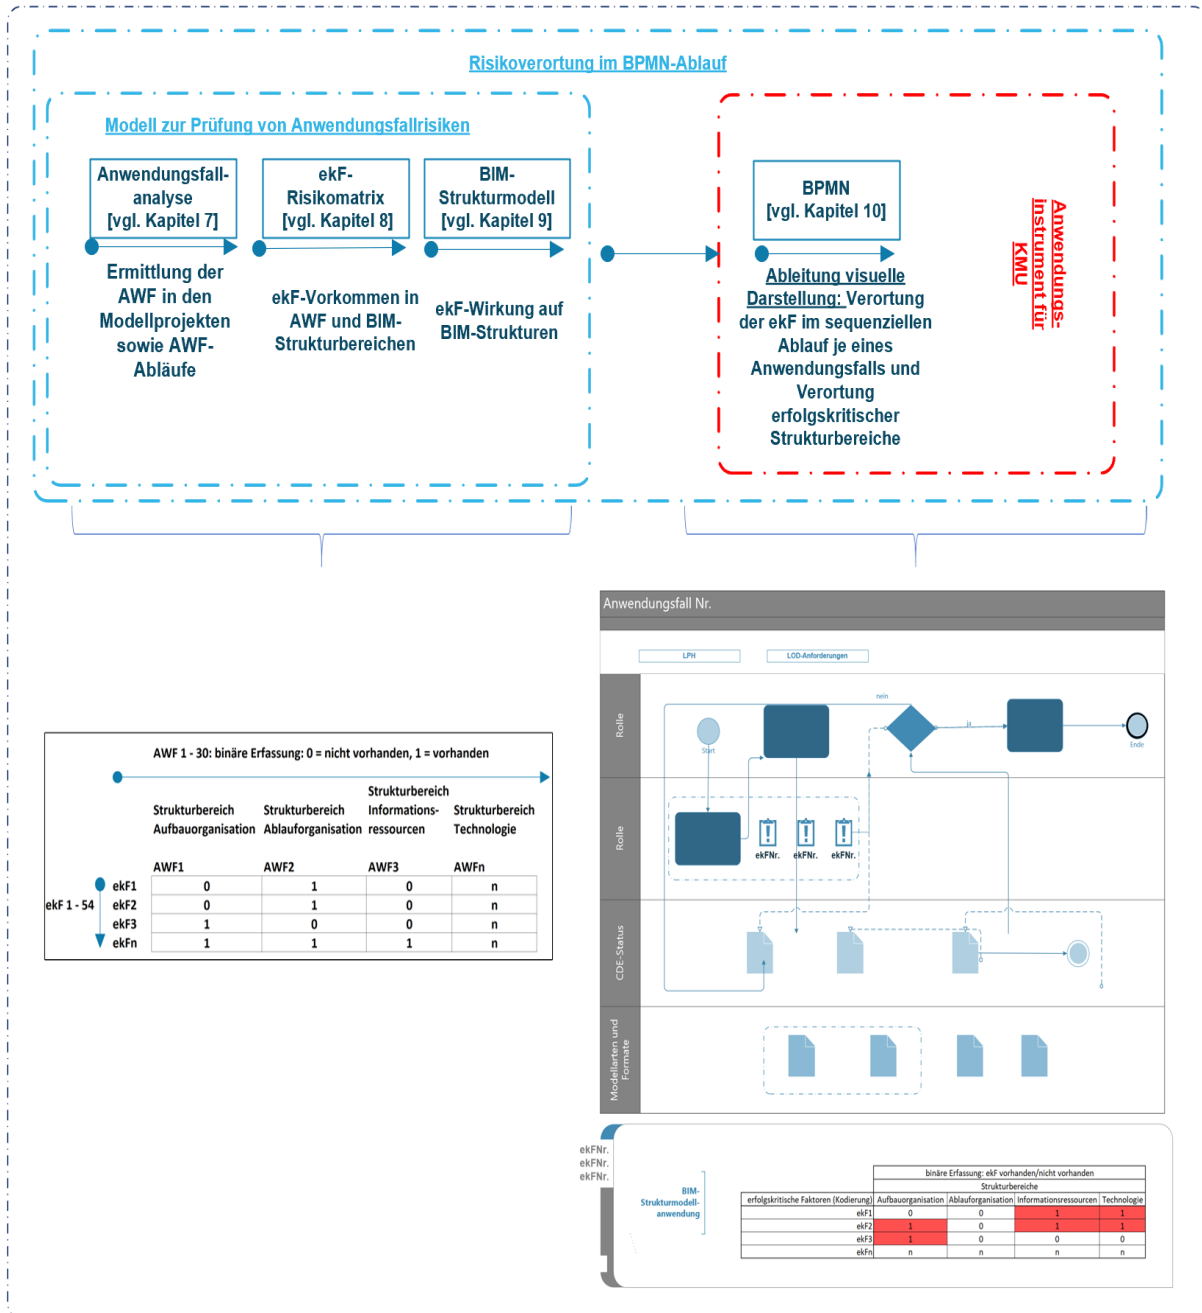 Risikoverortung im BPMN-Ablauf
Modell zur Prüfung von Anwendungsfallrisiken
Anwendungsfall-
analyse
[vgl. Kapitel 7]
ekF-
Risikomatrix
[vgl. Kapitel 8]
BIM-
Strukturmodell
[vgl. Kapitel 9]
Ermittlung der
AWF in den
Modellprojekten
sowie AWF-
Abläufe
ekF-Vorkommen in
AWF und BIM-
Strukturbereichen
ekF-Wirkung auf
BIM-Strukturen
BPMN
[vgl. Kapitel 10]
Ableitung visuelle
Darstellung: Verortung
der ekF im sequenziellen
Ablauf je eines
Anwendungsfalls und
Verortung
erfolgskritischer
Strukturbereiche
Anwendungs-
instrument für
KMU
AWF 1 - 30: binäre Erfassung: 0 = nicht vorhanden, 1 = vorhanden
Strukturbereich
Aufbauorganisation
Strukturbereich
Ablauforganisation
Strukturbereich
Informations-
ressourcen
Strukturbereich
Technologie
AWF1 AWF2 AWF3 AWFn
ekF 1 - 54
ekF1 0 1 0 n
ekF2 0 1 0 n
ekF3 1 0 0 n
ekFn 1 1 1 n
Anwendungsfall Nr.
LPH
LOD-Anforderungen
Rolle
Start
nein
ja
Ende
Rolle
ekFNr. ekFNr. ekFNr.
CDE-Status
Modellarten und
Formate
ekFNr.
ekFNr.
ekFNr.
BIM-
Strukturmodell-
anwendung
binäre Erfassung: ekF vorhanden/nicht vorhanden
Strukturbereiche
erfolgskritische Faktoren (Kodierung) Aufbauorganisation Ablauforganisation Informationsressourcen Technologie
ekF1 0 0 1 1
ekF2 1 0 1 1
ekF3 1 0 0 0
ekFn n n n n